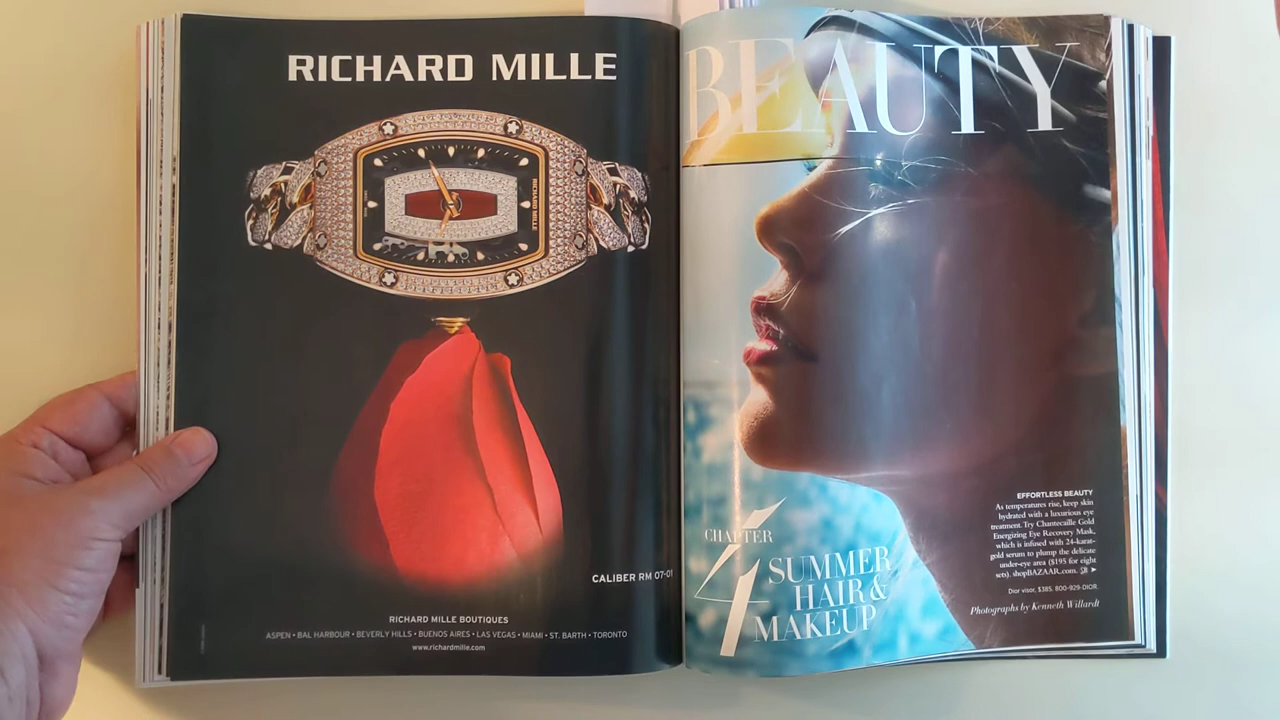 RICHARD MILLE
RICHARD MILLE
CALIBER RM 07-01
RICHARD MILLE BOUTIQUES
ASPEN • BAL HARBOUR • BEVERLY HILLS • BUENOS AIRES • LAS VEGAS • MIAMI • ST. BARTH • TORONTO
www.richardmille.com
BEAUTY
CHAPTER
4
SUMMER
HAIR &
MAKEUP
EFFORTLESS BEAUTY
As temperatures rise, keep skin
hydrated with a luxurious eye
treatment. Try Chantecaille Gold
Energizing Eye Recovery Mask,
which is infused with 24-karat-
gold serum to plump the delicate
under-eye area ($195 for eight
sets). shopBAZAAR.com.
Dior visor, $385. 800-929-DIOR.
Photographs by Kenneth Willardt